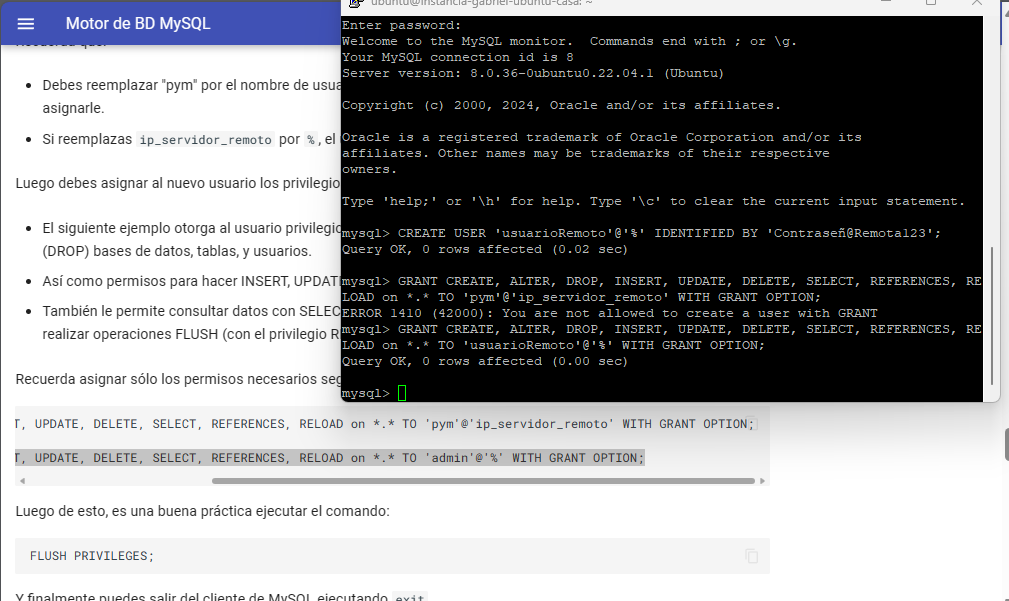 Motor de BD MySQL
Recuerda que:
Debes reemplazar "pym" por el nombre de usua
asignarle.
Si reemplazas ip_servidor_remoto por %, el
Luego debes asignar al nuevo usuario los privilegio
El siguiente ejemplo otorga al usuario privilegio
(DROP) bases de datos, tablas, y usuarios.
Así como permisos para hacer INSERT, UPDAT
También le permite consultar datos con SELEC
realizar operaciones FLUSH (con el privilegio R
Recuerda asignar sólo los permisos necesarios seg
T, UPDATE, DELETE, SELECT, REFERENCES, RELOAD on *.* TO 'pym'@'ip_servidor_remoto' WITH GRANT OPTION;
T, UPDATE, DELETE, SELECT, REFERENCES, RELOAD on *.* TO 'admin'@'%' WITH GRANT OPTION;
Luego de esto, es una buena práctica ejecutar el comando:
FLUSH PRIVILEGES;
Y finalmente puedes salir del cliente de MySQL ejecutando exit
ubuntu@instancia-gabriel-ubuntu-casa: ~
Enter password:
Welcome to the MySQL monitor.  Commands end with ; or \g.
Your MySQL connection id is 8
Server version: 8.0.36-0ubuntu0.22.04.1 (Ubuntu)
Copyright (c) 2000, 2024, Oracle and/or its affiliates.
Oracle is a registered trademark of Oracle Corporation and/or its
affiliates. Other names may be trademarks of their respective
owners.
Type 'help;' or '\h' for help. Type '\c' to clear the current input statement.
mysql> CREATE USER 'usuarioRemoto'@'%' IDENTIFIED BY 'Contraseñ@Remota123';
Query OK, 0 rows affected (0.02 sec)
mysql> GRANT CREATE, ALTER, DROP, INSERT, UPDATE, DELETE, SELECT, REFERENCES, RE
LOAD on *.* TO 'pym'@'ip_servidor_remoto' WITH GRANT OPTION;
ERROR 1410 (42000): You are not allowed to create a user with GRANT
mysql> GRANT CREATE, ALTER, DROP, INSERT, UPDATE, DELETE, SELECT, REFERENCES, RE
LOAD on *.* TO 'usuarioRemoto'@'%' WITH GRANT OPTION;
Query OK, 0 rows affected (0.00 sec)
mysql>